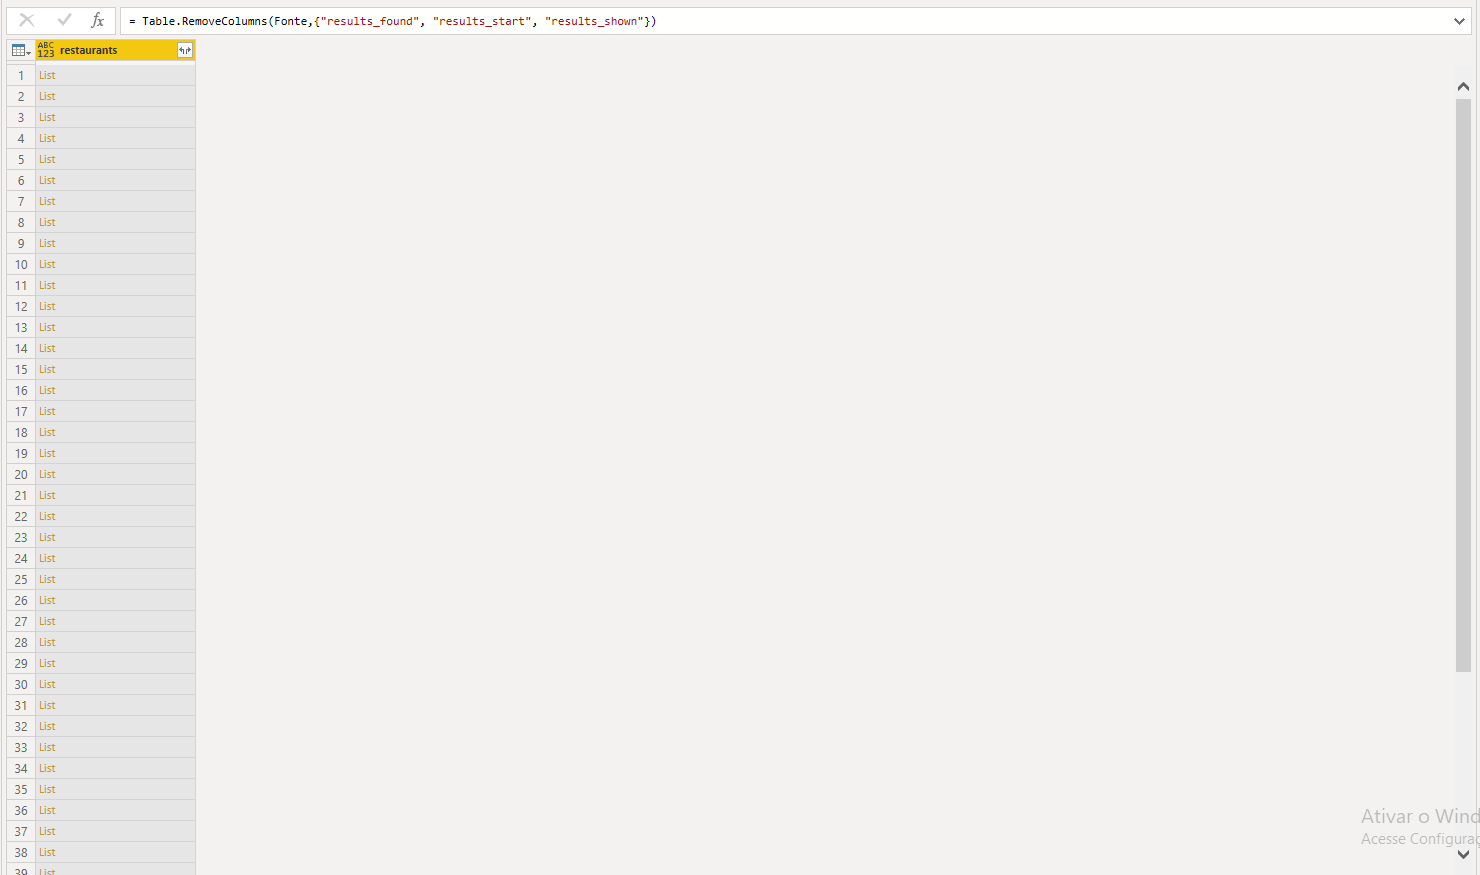 fx = Table.RemoveColumns(Fonte,{"results_found", "results_start", "results_shown"})
ABC 123 restaurants
1 List
2 List
3 List
4 List
5 List
6 List
7 List
8 List
9 List
10 List
11 List
12 List
13 List
14 List
15 List
16 List
17 List
18 List
19 List
20 List
21 List
22 List
23 List
24 List
25 List
26 List
27 List
28 List
29 List
30 List
31 List
32 List
33 List
34 List
35 List
36 List
37 List
38 List
39 List
Ativar o Wind
Acesse Configuraç